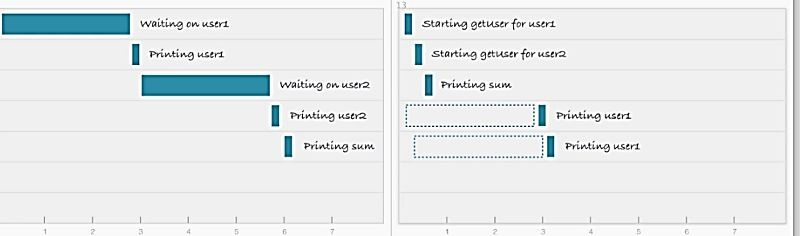 13
Waiting on user1
Printing user1
Waiting on user2
Printing user2
Printing sum
1 2 3 4 5 6 7
Starting getUser for user1
Starting getUser for user2
Printing sum
Printing user1
Printing user1
1 2 3 4 5 6 7